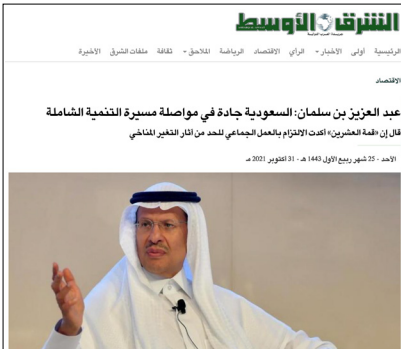 الشرق الأوسط
الرئيسية أولى الأخبار الرأي الاقتصاد الرياضة الملاحق ثقافة ملفات الشرق الأخيرة
الاقتصاد
عبد العزيز بن سلمان: السعودية جادة في مواصلة مسيرة التنمية الشاملة
قال إن «قمة العشرين» أكدت الالتزام بالعمل الجماعي للحد من آثار التغير المناخي
الأحد - 25 شهر ربيع الأول 1443 هـ - 31 أكتوبر 2021 مـ